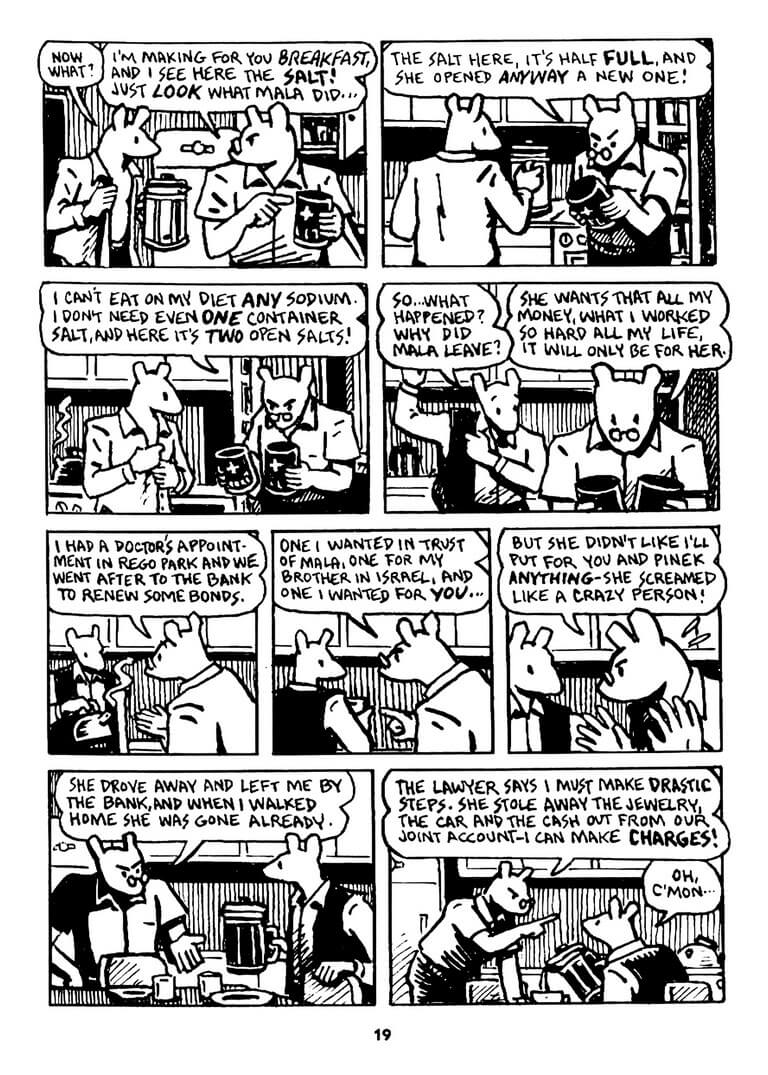 NOW
WHAT?
I'M MAKING FOR YOU BREAKFAST,
AND I SEE HERE THE SALT!
JUST LOOK WHAT MALA DID...
THE SALT HERE, IT'S HALF FULL, AND
SHE OPENED ANYWAY A NEW ONE!
I CAN'T EAT ON MY DIET ANY SODIUM.
I DON'T NEED EVEN ONE CONTAINER
SALT, AND HERE IT'S TWO OPEN SALTS!
SO...WHAT
HAPPENED?
WHY DID
MALA LEAVE?
SHE WANTS THAT ALL MY
MONEY, WHAT I WORKED
SO HARD ALL MY LIFE,
IT WILL ONLY BE FOR HER.
I HAD A DOCTOR'S APPOINT-
MENT IN REGO PARK AND WE
WENT AFTER TO THE BANK
TO RENEW SOME BONDS.
ONE I WANTED IN TRUST
OF MALA, ONE FOR MY
BROTHER IN ISRAEL, AND
ONE I WANTED FOR YOU...
BUT SHE DIDN'T LIKE I'LL
PUT FOR YOU AND PINEK
ANYTHING-SHE SCREAMED
LIKE A CRAZY PERSON!
SHE DROVE AWAY AND LEFT ME BY
THE BANK, AND WHEN I WALKED
HOME SHE WAS GONE ALREADY.
THE LAWYER SAYS I MUST MAKE DRASTIC
STEPS. SHE STOLE AWAY THE JEWELRY,
THE CAR AND THE CASH OUT FROM OUR
JOINT ACCOUNT-I CAN MAKE CHARGES!
OH,
C'MON...
19